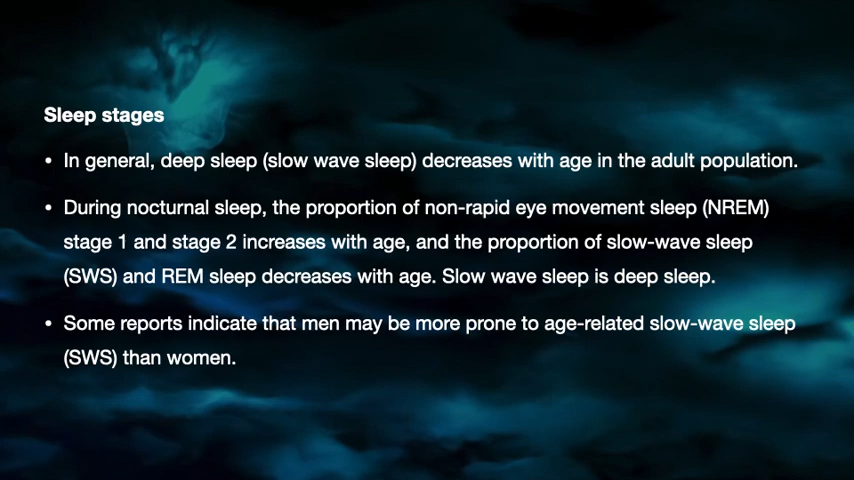 Sleep stages
• In general, deep sleep (slow wave sleep) decreases with age in the adult population.
• During nocturnal sleep, the proportion of non-rapid eye movement sleep (NREM)
stage 1 and stage 2 increases with age, and the proportion of slow-wave sleep
(SWS) and REM sleep decreases with age. Slow wave sleep is deep sleep.
• Some reports indicate that men may be more prone to age-related slow-wave sleep
(SWS) than women.